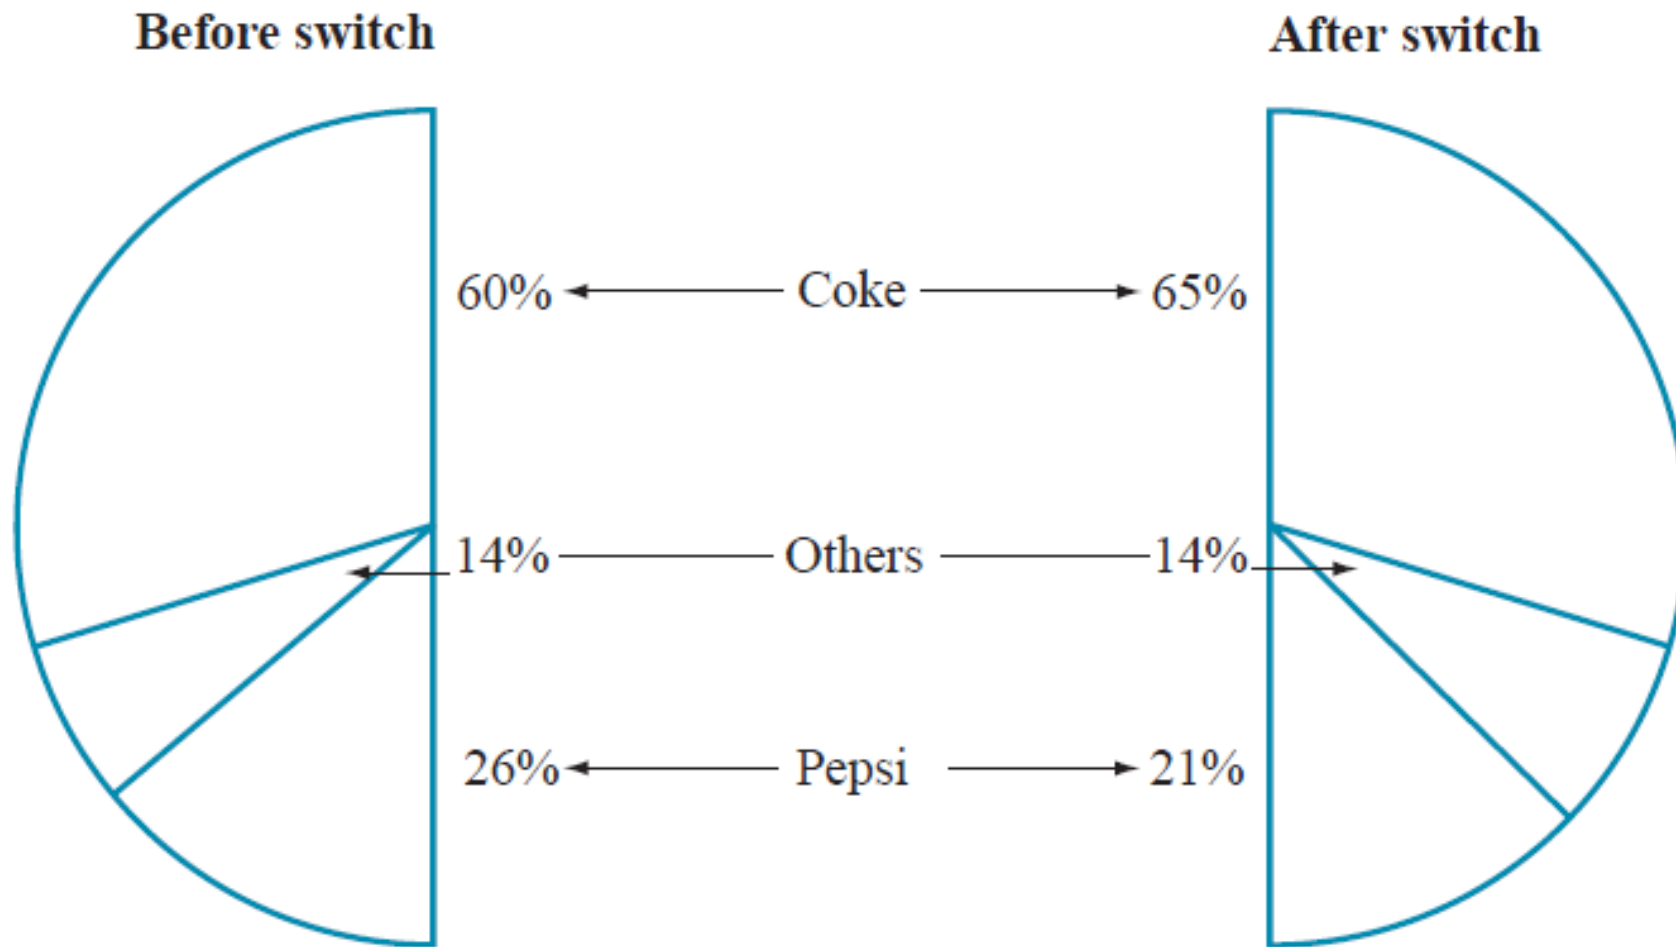 Before switch After switch
60% Coke 65%
14% Others 14%
26% Pepsi 21%